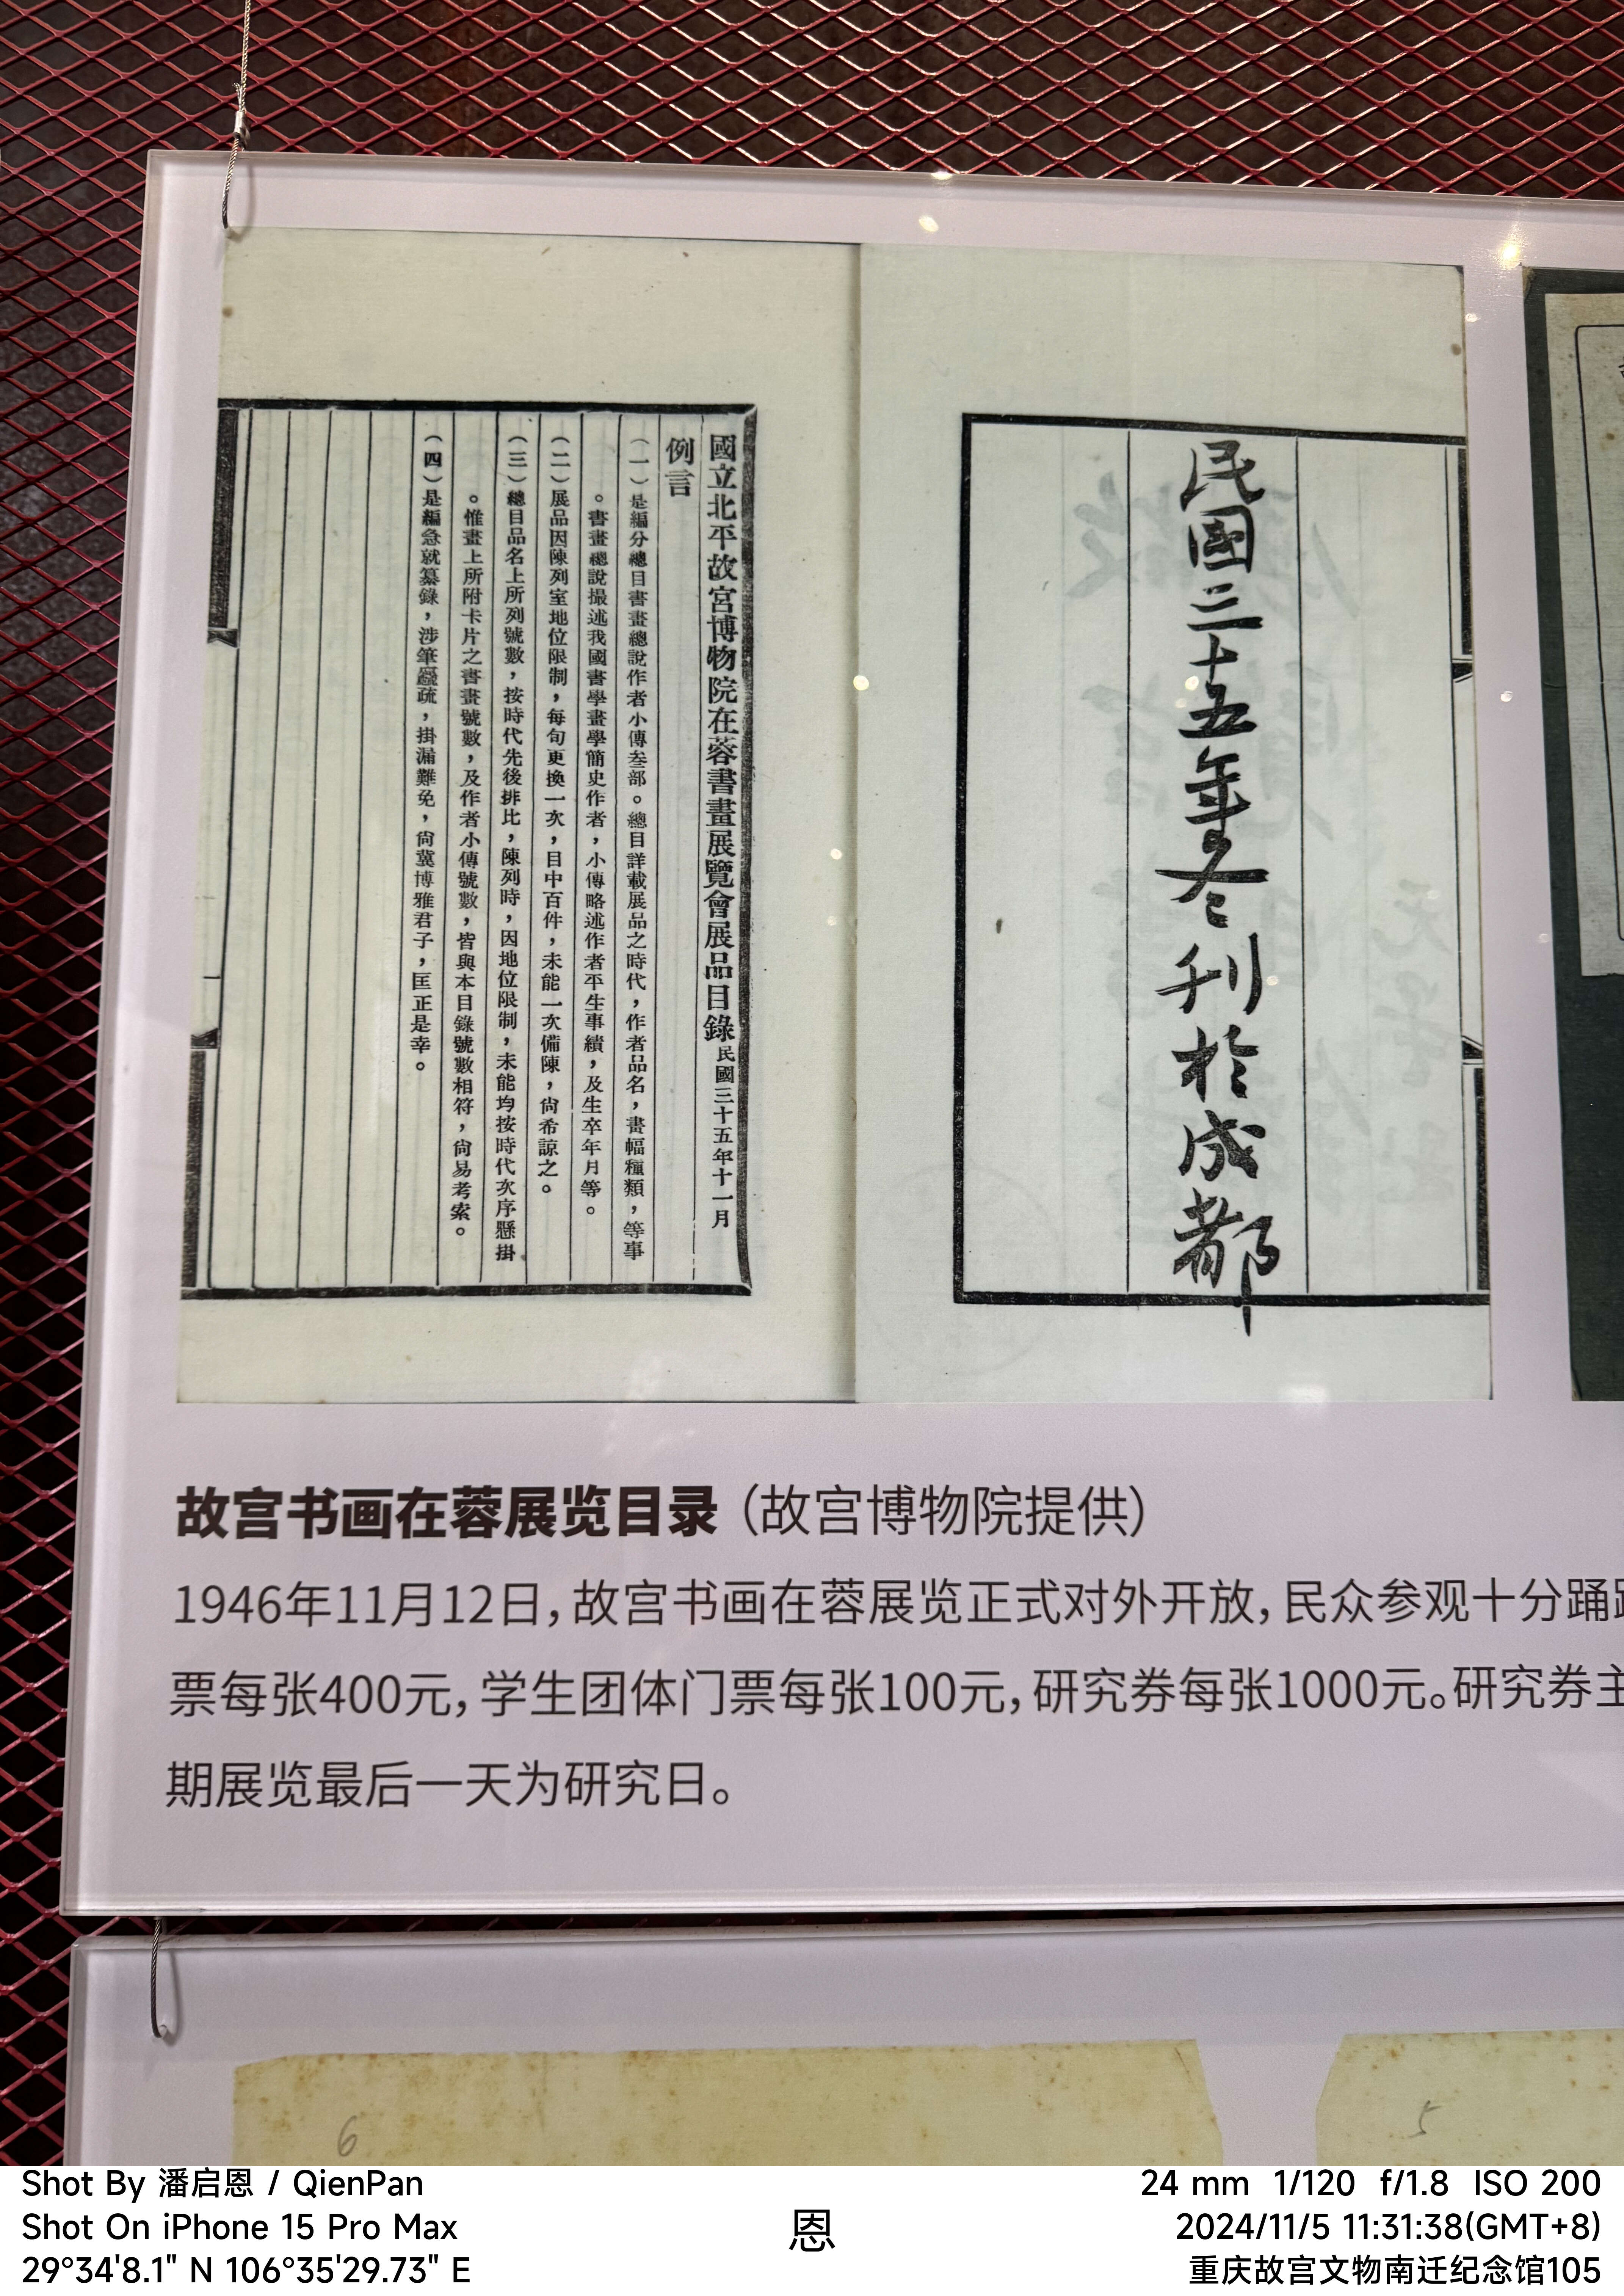 民國三十五年冬刊於成都
國立北平故宮博物院在蓉書畫展覽會展品目錄民國三十五年十一月
例言
（一）是編分總目書畫總說作者小傳叁部。總目詳載展品之時代，作者品名，畫幅種類，等事
。書畫總說撮述我國書學畫學簡史作者，小傳略述作者平生事績，及生卒年月等。
（二）展品因陳列室地位限制，每旬更換一次，目中百件，未能一次備陳，尙希諒之。
（三）總目品名上所列號數，按時代先後排比，陳列時，因地位限制，未能均按時代次序懸掛
。惟畫上所附卡片之書畫號數，及作者小傳號數，皆與本目錄號數相符，尙易考索。
（四）是編急就纂錄，涉筆疏，掛漏難免，尙冀博雅君子，匡正是幸。
故宫书画在蓉展览目录（故宫博物院提供）
1946年11月12日，故宫书画在蓉展览正式对外开放，民众参观十分踊
票每张400元，学生团体门票每张100元，研究券每张1000元。研究券主
期展览最后一天为研究日。
6
5
Shot By 潘启恩 / QienPan
Shot On iPhone 15 Pro Max
29°34'8.1" N 106°35'29.73" E
恩
24 mm 1/120 f/1.8 ISO 200
2024/11/5 11:31:38(GMT+8)
重庆故宫文物南迁纪念馆105